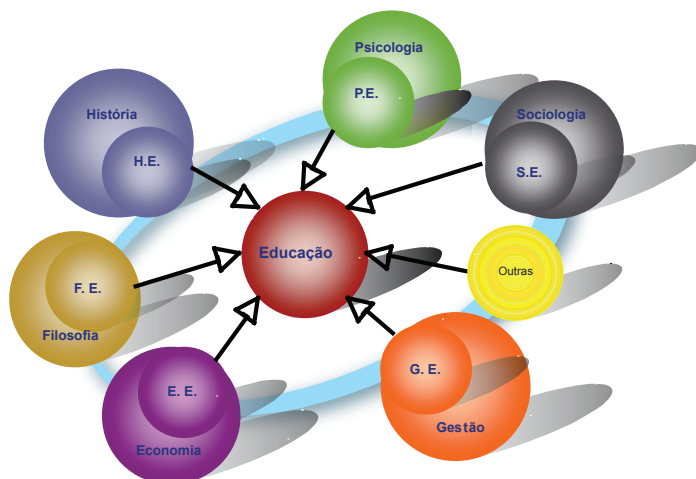 Psicologia
P.E.
História
H.E.
Sociologia
S.E.
Educação
Outras
F. E.
Filosofia
E. E.
Economia
G. E.
Gestão